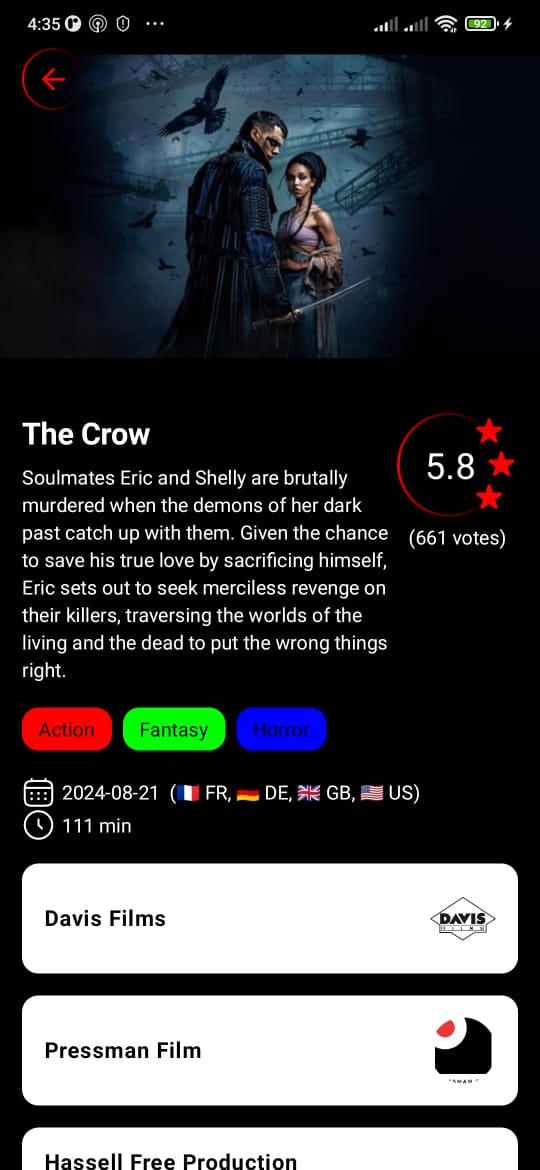 4:35
92
The Crow
Soulmates Eric and Shelly are brutally
murdered when the demons of her dark
past catch up with them. Given the chance
to save his true love by sacrificing himself,
Eric sets out to seek merciless revenge on
their killers, traversing the worlds of the
living and the dead to put the wrong things
right.
5.8
(661 votes)
Action Fantasy Horror
2024-08-21 (🇫🇷 FR, 🇩🇪 DE, 🇬🇧 GB, 🇺🇸 US)
111 min
Davis Films
DAVIS
FILMS
Pressman Film
Hassell Free Production